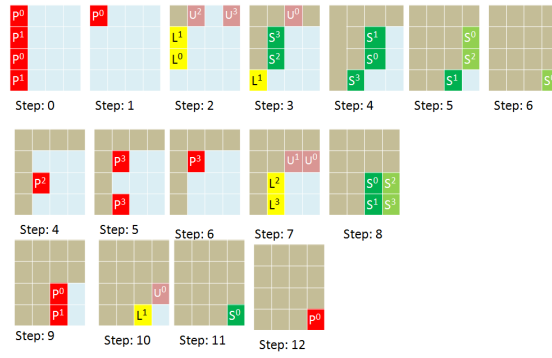 P⁰ P⁰ U² U³ U⁰
P¹ L¹ S³ S¹ S⁰
P⁰ L⁰ S² S⁰ S²
P¹ L¹ S³ S¹ S
Step: 0 Step: 1 Step: 2 Step: 3 Step: 4 Step: 5 Step: 6
P³ P³ U¹ U⁰
P² L² S⁰ S²
P³ L³ S¹ S³
Step: 4 Step: 5 Step: 6 Step: 7 Step: 8
P⁰ U⁰
P¹ L¹ S⁰ P⁰
Step: 9 Step: 10 Step: 11 Step: 12